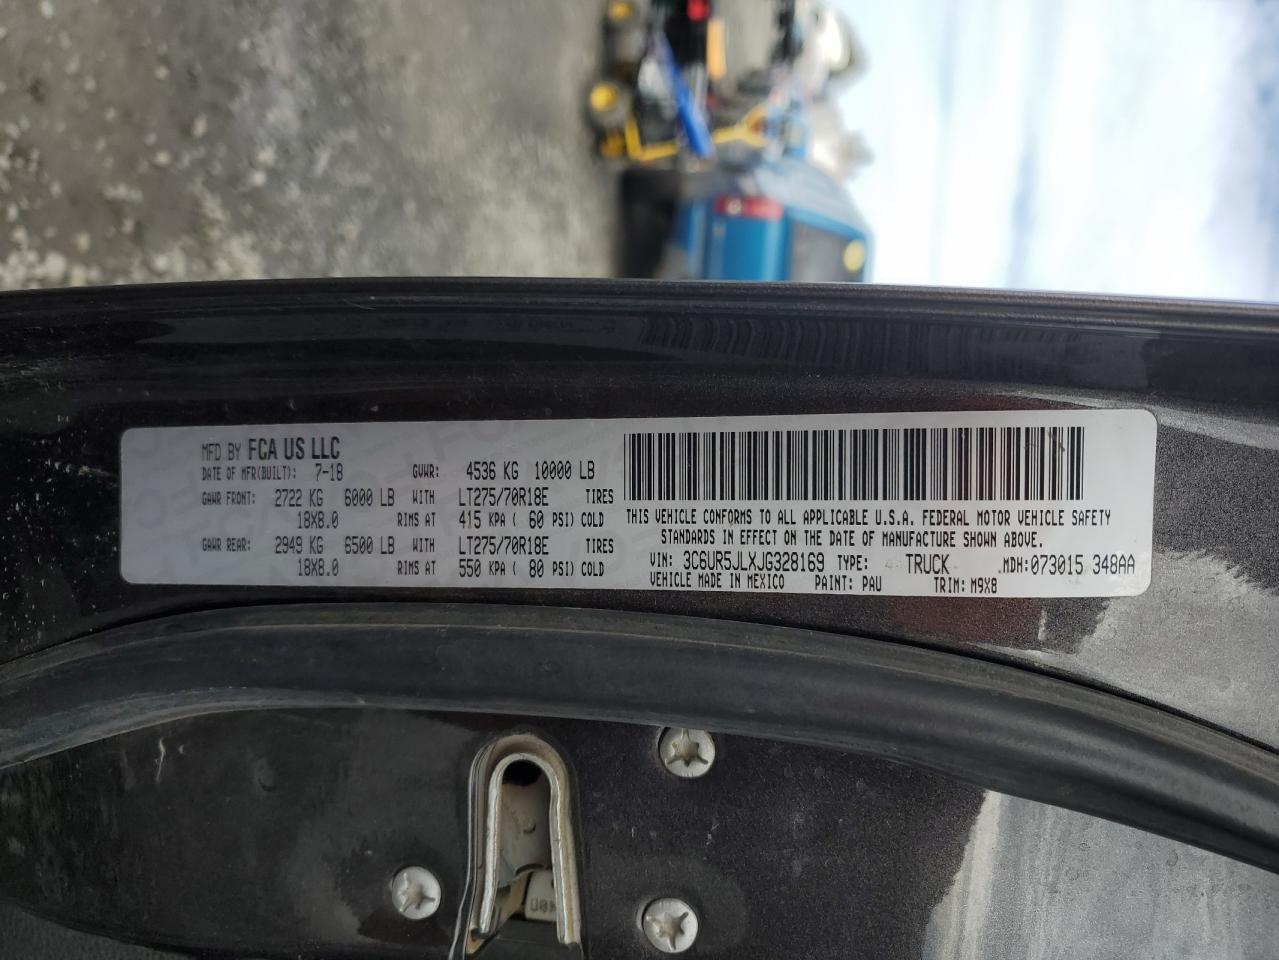 MFD BY FCA US LLC
DATE OF MFR(BUILT): 7-18 GVWR: 4536 KG 10000 LB
GAWR FRONT: 2722 KG 6000 LB WITH LT275/70R18E TIRES
18X8.0 RIMS AT 415 KPA ( 60 PSI) COLD
GAWR REAR: 2949 KG 6500 LB WITH LT275/70R18E TIRES
18X8.0 RIMS AT 550 KPA ( 80 PSI) COLD
THIS VEHICLE CONFORMS TO ALL APPLICABLE U.S.A. FEDERAL MOTOR VEHICLE SAFETY
STANDARDS IN EFFECT ON THE DATE OF MANUFACTURE SHOWN ABOVE.
VIN: 3C6UR5JLXJG328169 TYPE: TRUCK MDH:073015 348AA
VEHICLE MADE IN MEXICO PAINT: PAU TRIM: M9X8